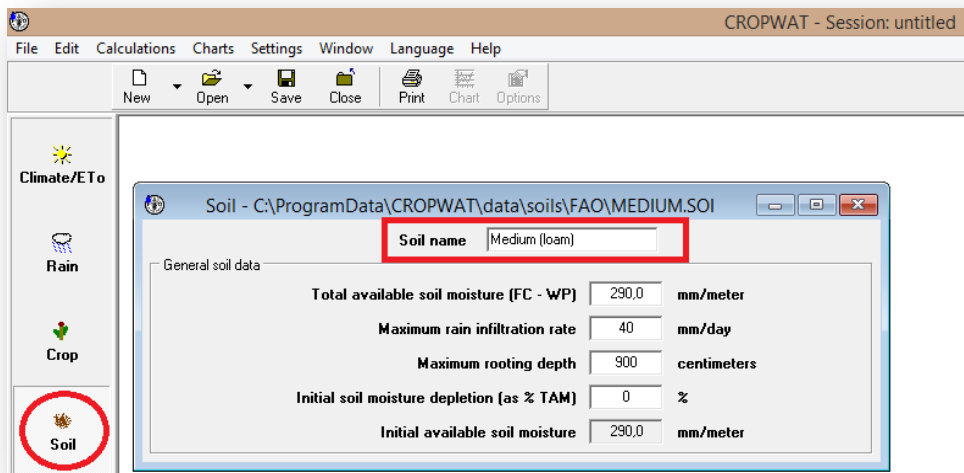 CROPWAT - Session: untitled
File Edit Calculations Charts Settings Window Language Help
New Open Save Close Print Chart Options
Climate/ETo
Rain
Crop
Soil
Soil - C:\ProgramData\CROPWAT\data\soils\FAO\MEDIUM.SOI
Soil name Medium (loam)
General soil data
Total available soil moisture (FC - WP) 290,0 mm/meter
Maximum rain infiltration rate 40 mm/day
Maximum rooting depth 900 centimeters
Initial soil moisture depletion (as % TAM) 0 %
Initial available soil moisture 290,0 mm/meter